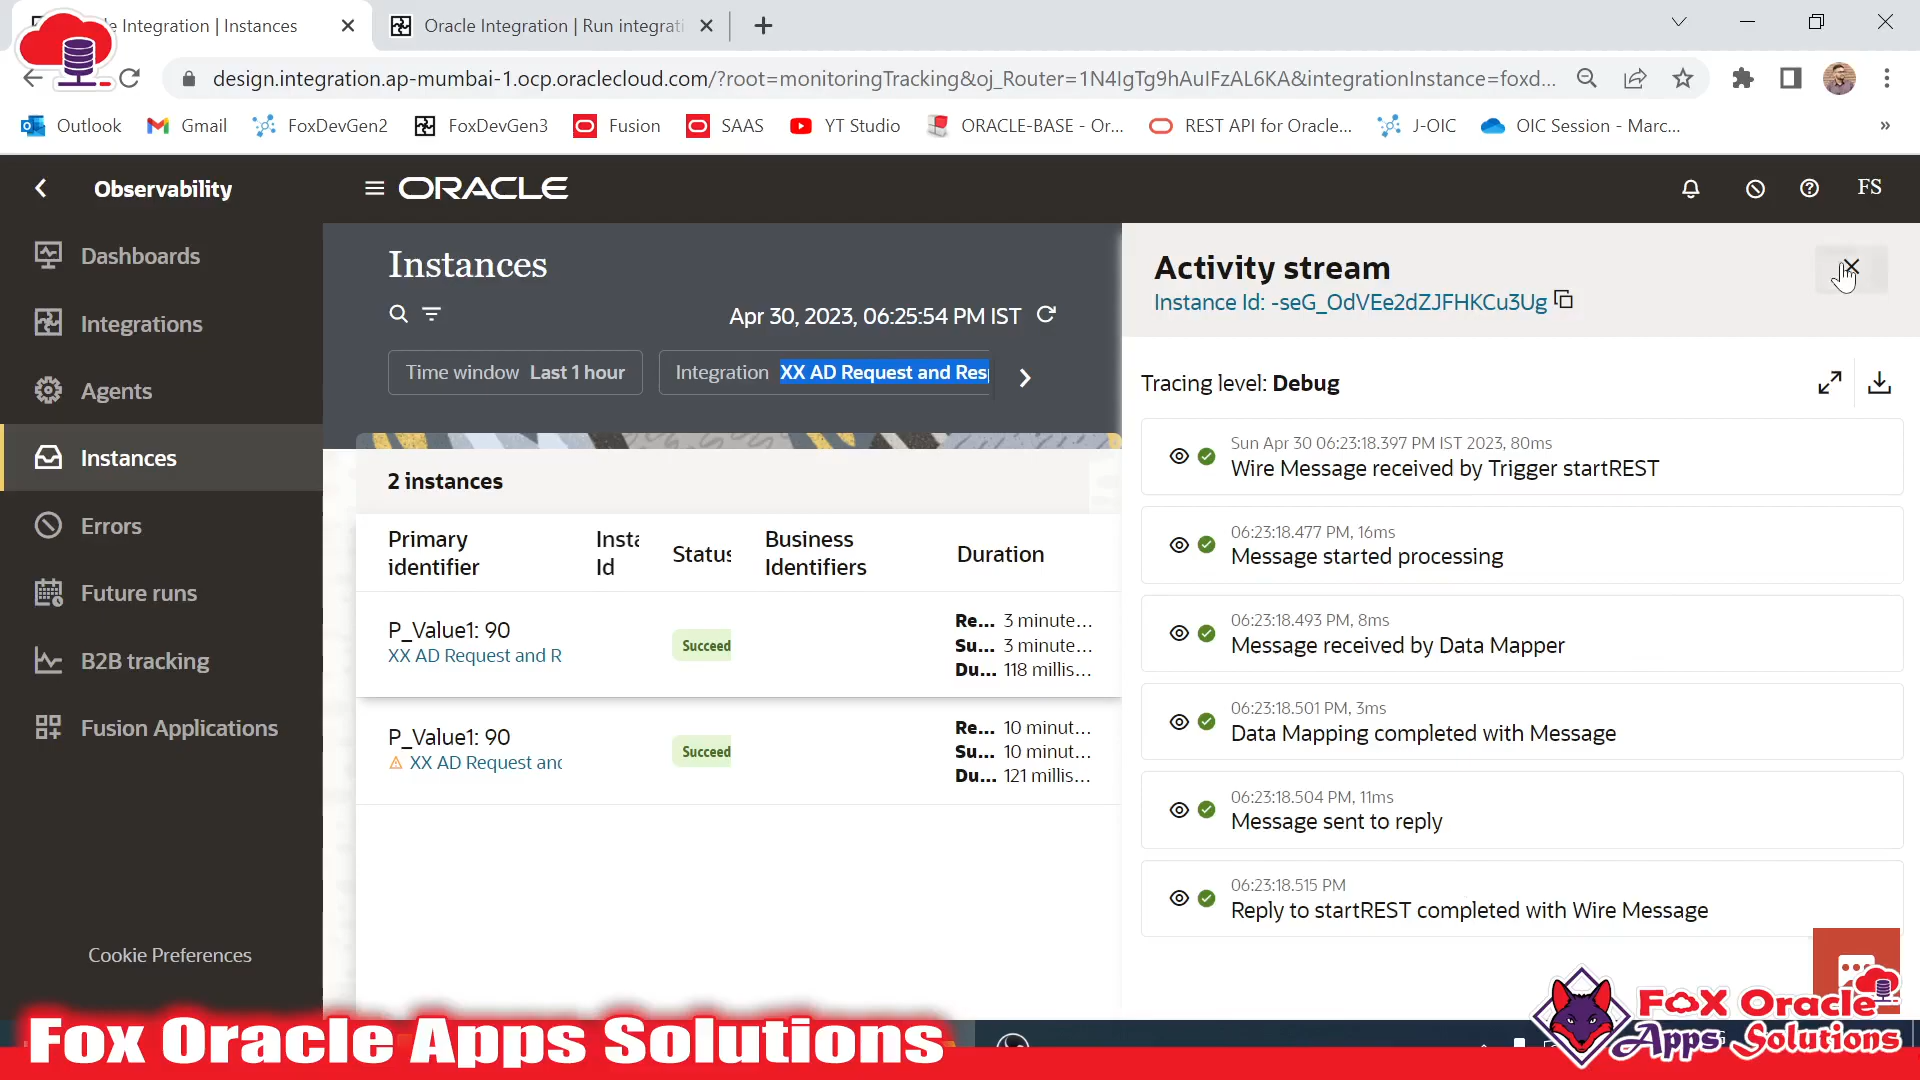 Integration | Instances
Oracle Integration | Run integrati
design.integration.ap-mumbai-1.ocp.oraclecloud.com/?root=monitoringTracking&oj_Router=1N4IgTg9hAuIFzAL6KA&integrationInstance=foxd...
Outlook
Gmail
FoxDevGen2
FoxDevGen3
Fusion
SAAS
YT Studio
ORACLE-BASE - Or...
REST API for Oracle...
J-OIC
OIC Session - Marc...
»
Observability
ORACLE
FS
Dashboards
Integrations
Agents
Instances
Errors
Future runs
B2B tracking
Fusion Applications
Cookie Preferences
Instances
Apr 30, 2023, 06:25:54 PM IST
Time window Last 1 hour
Integration XX AD Request and Res
2 instances
Primary identifier
Insta Id
Status
Business Identifiers
Duration
P_Value1: 90
XX AD Request and R
Succeed
Re... 3 minute...
Su... 3 minute...
Du... 118 millis...
P_Value1: 90
XX AD Request and
Succeed
Re... 10 minut...
Su... 10 minut...
Du... 121 millis...
Activity stream
Instance Id: -seG_OdVEe2dZJFHKCu3Ug
Tracing level: Debug
Sun Apr 30 06:23:18.397 PM IST 2023, 80ms
Wire Message received by Trigger startREST
06:23:18.477 PM, 16ms
Message started processing
06:23:18.493 PM, 8ms
Message received by Data Mapper
06:23:18.501 PM, 3ms
Data Mapping completed with Message
06:23:18.504 PM, 11ms
Message sent to reply
06:23:18.515 PM
Reply to startREST completed with Wire Message
Fox Oracle Apps Solutions
FoX Oracle
Apps Solutions